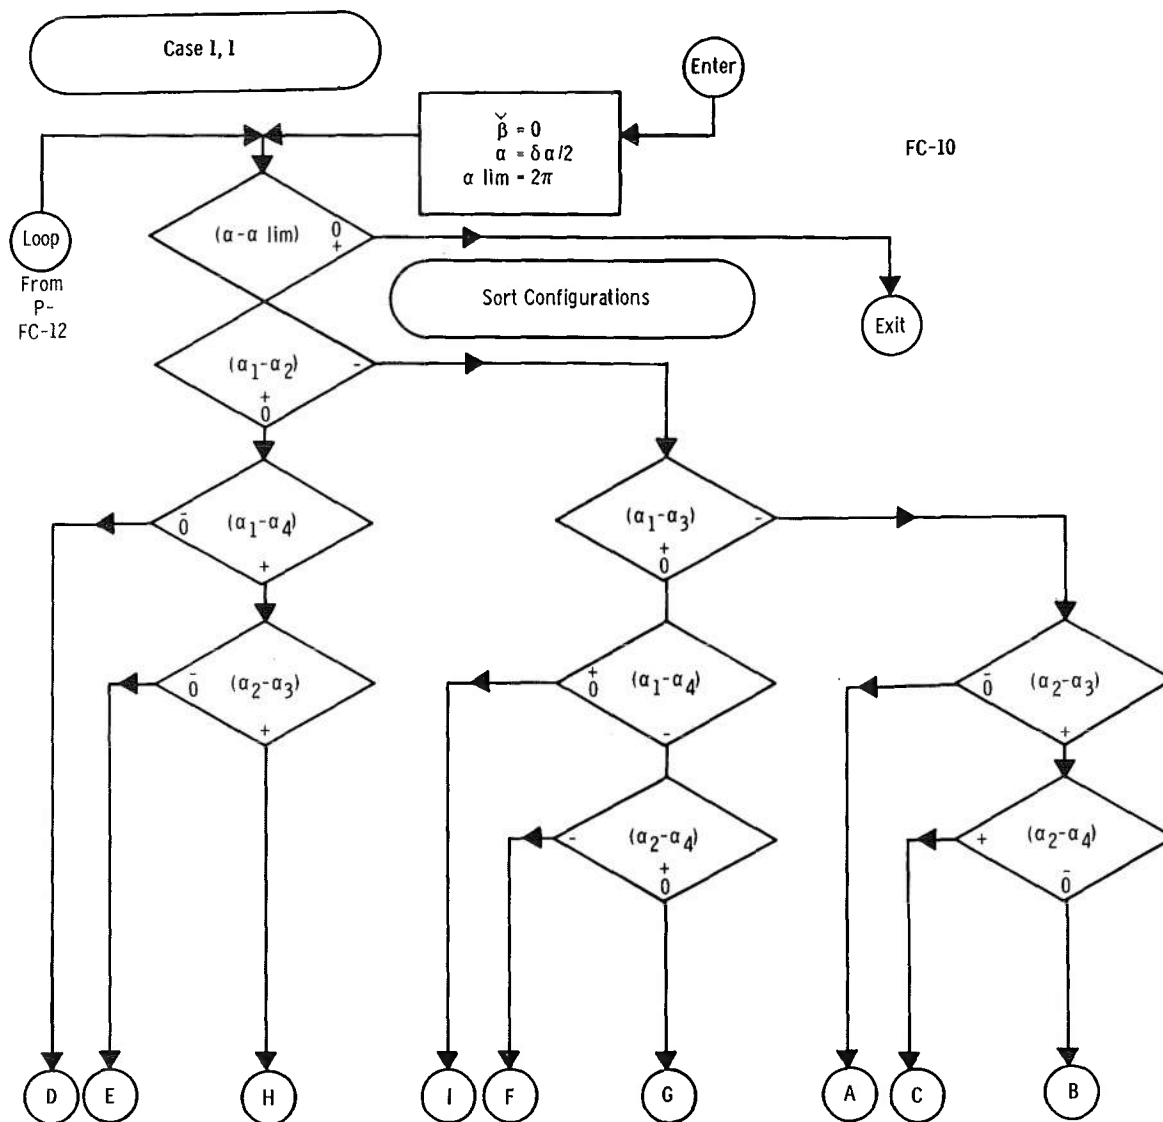 Case 1, 1
Enter
β̌ = 0
α = δα/2
α lim = 2π
FC-10
(α-α lim)
0
+
Loop
From
P-
FC-12
Sort Configurations
Exit
(α₁-α₂)
-
+
0
(α₁-α₄)
-
0
+
(α₁-α₃)
-
+
0
(α₂-α₃)
-
0
+
(α₁-α₄)
+
0
-
(α₂-α₃)
-
0
+
(α₂-α₄)
-
+
0
(α₂-α₄)
+
-
0
D
E
H
I
F
G
A
C
B